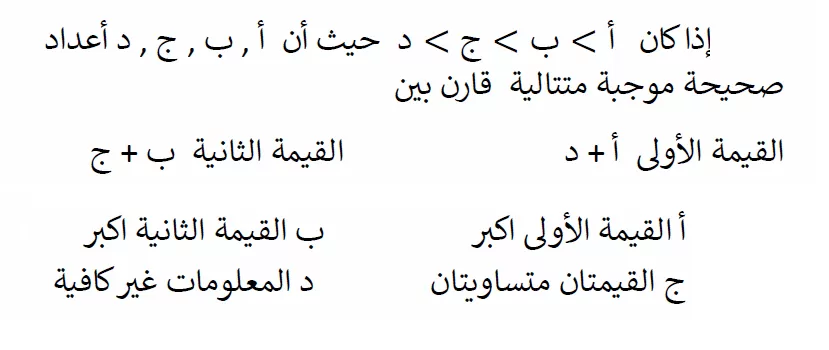 إذا كان أ < ب < ج < د حيث أن أ , ب , ج , د أعداد
صحيحة موجبة متتالية قارن بين
القيمة الأولى أ + د القيمة الثانية ب + ج
أ القيمة الأولى اكبر ب القيمة الثانية اكبر
ج القيمتان متساويتان د المعلومات غير كافية